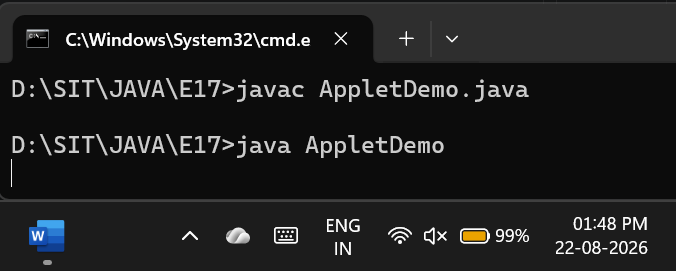 C:\Windows\System32\cmd.e
D:\SIT\JAVA\E17>javac AppletDemo.java
D:\SIT\JAVA\E17>java AppletDemo
W
ENG
IN
99%
01:48 PM
22-08-2026